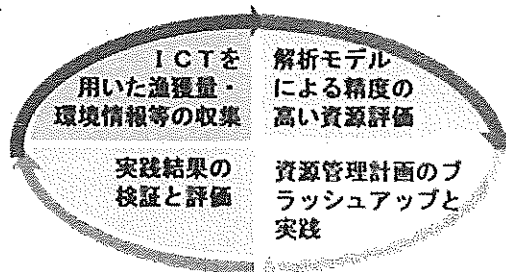 ＩＣＴを
用いた漁獲量・
環境情報等の収集
解析モデル
による精度の
高い資源評価
実践結果の
検証と評価
資源管理計画のブ
ラッシュアップと
実践